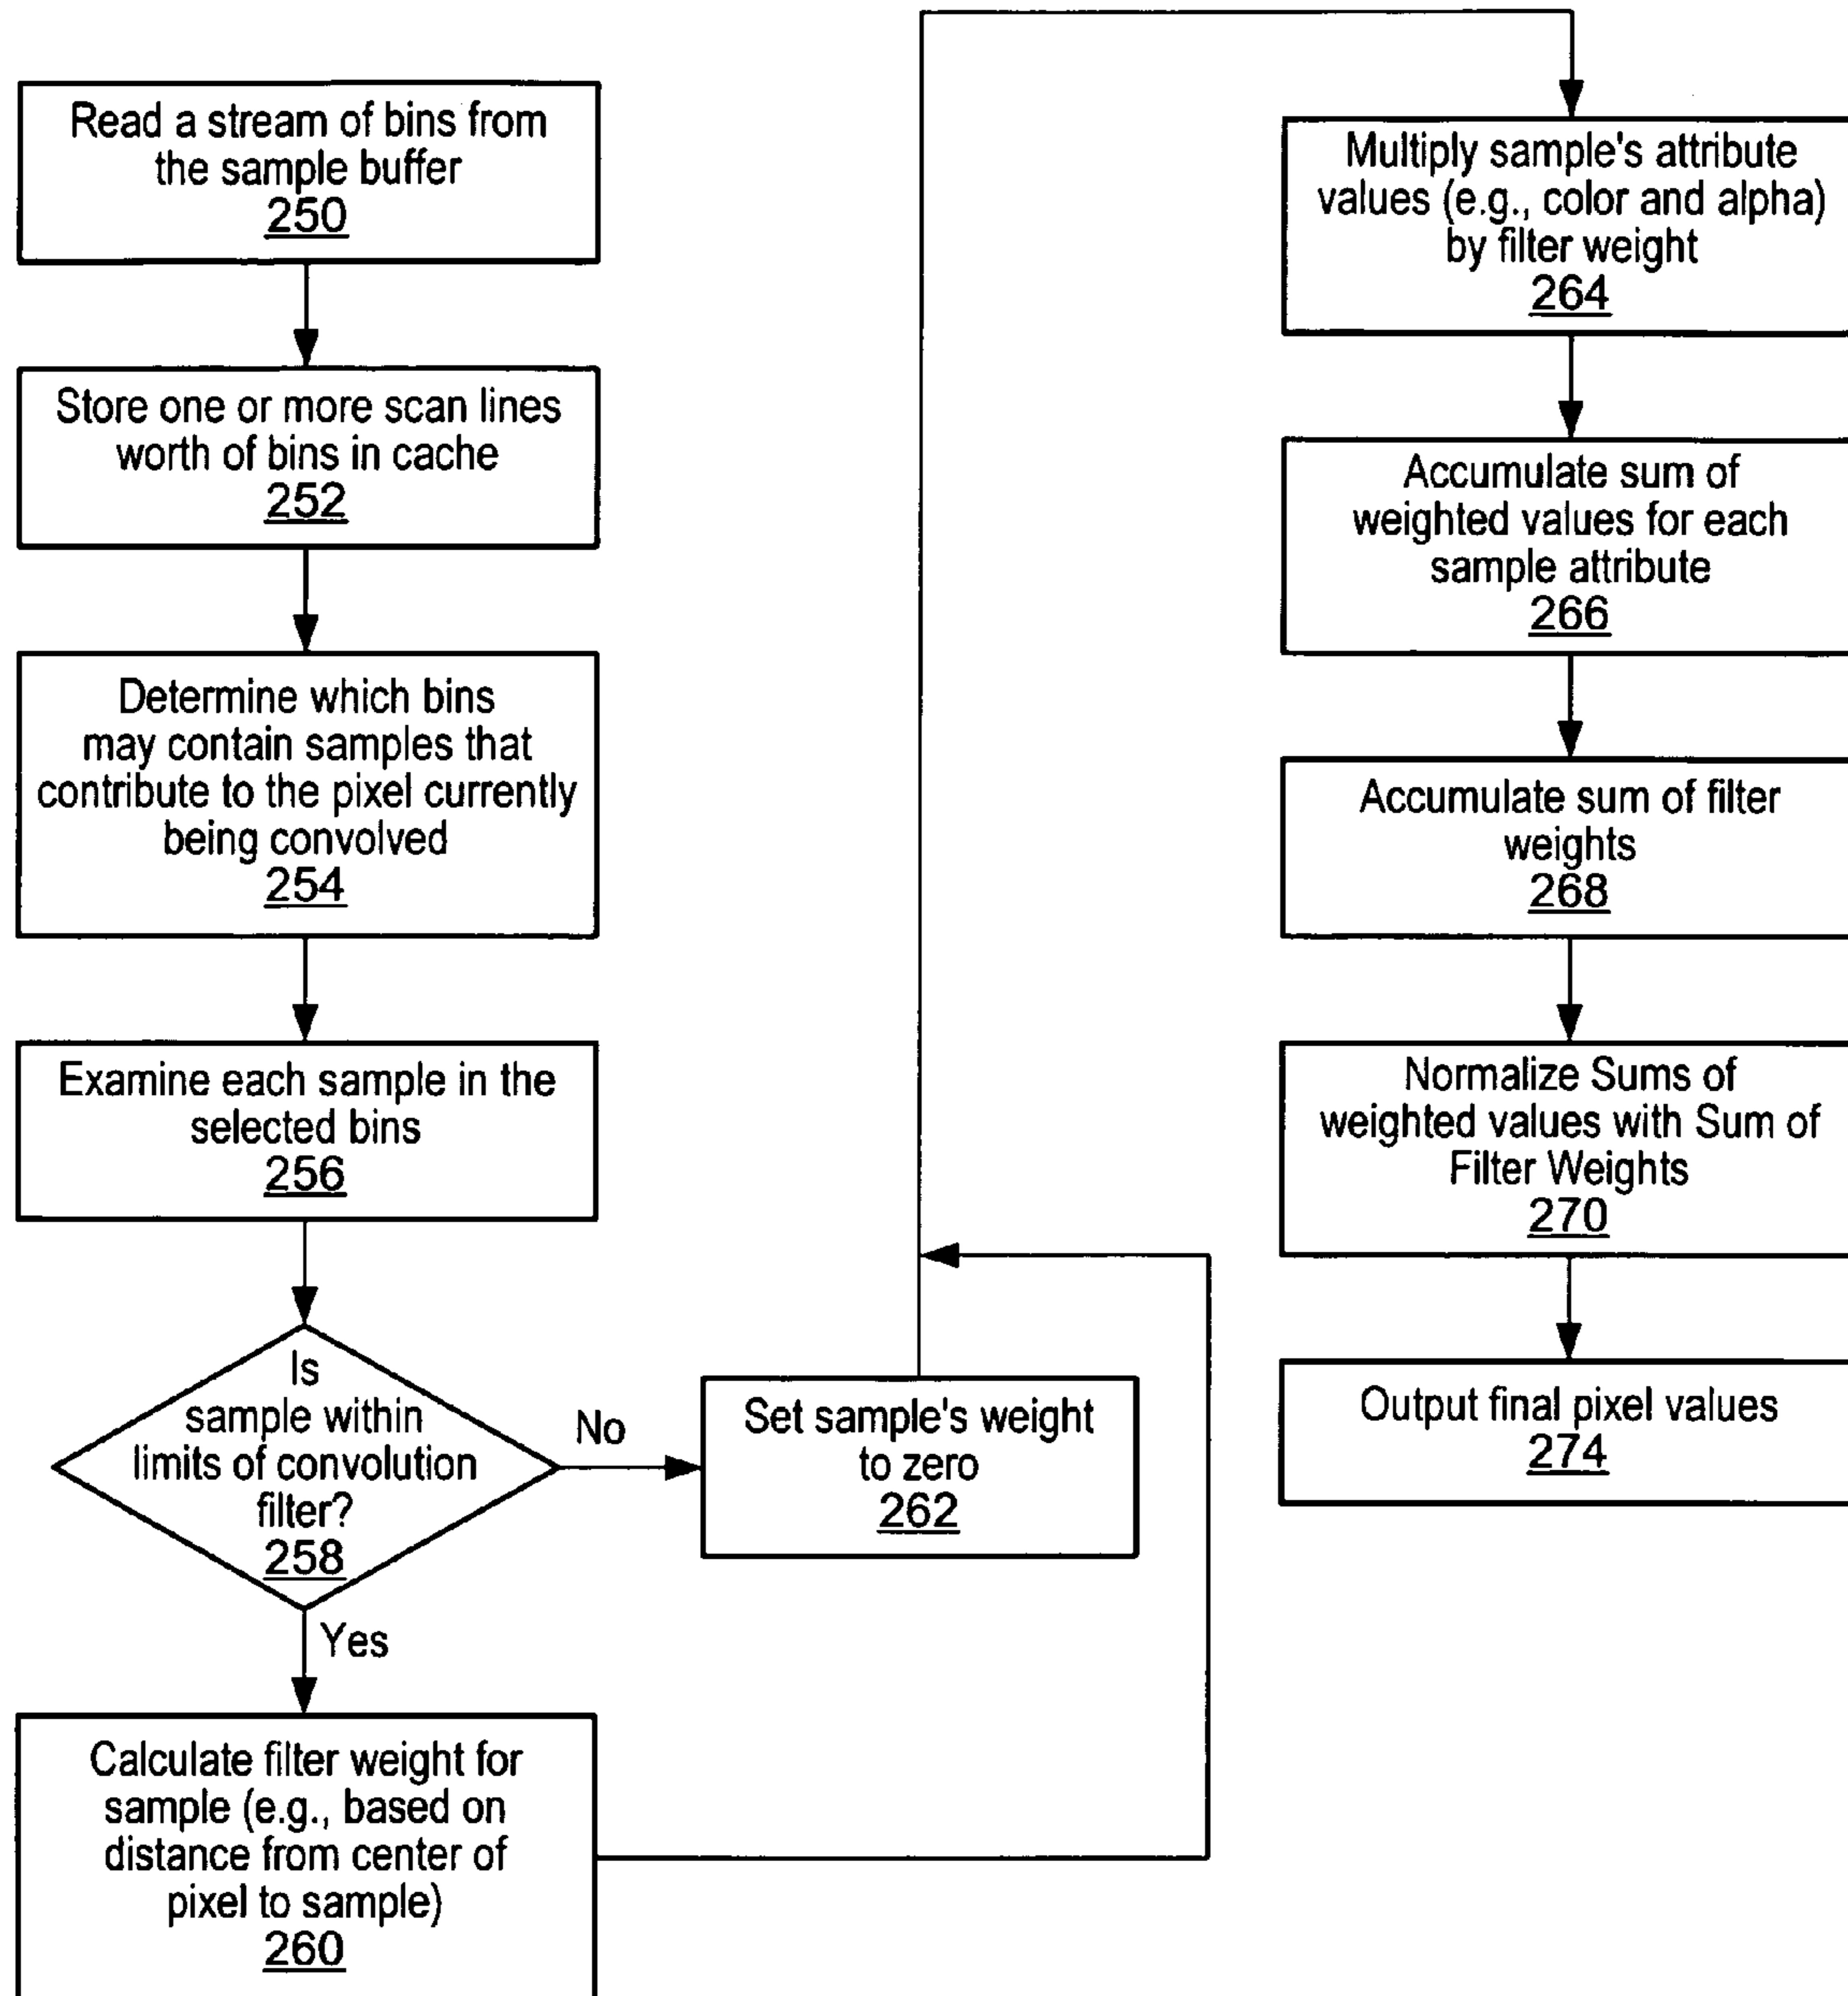 Read a stream of bins from
the sample buffer
250
Store one or more scan lines
worth of bins in cache
252
Determine which bins
may contain samples that
contribute to the pixel currently
being convolved
254
Examine each sample in the
selected bins
256
Is
sample within
limits of convolution
filter?
258
No
Yes
Calculate filter weight for
sample (e.g., based on
distance from center of
pixel to sample)
260
Set sample's weight
to zero
262
Multiply sample's attribute
values (e.g., color and alpha)
by filter weight
264
Accumulate sum of
weighted values for each
sample attribute
266
Accumulate sum of filter
weights
268
Normalize Sums of
weighted values with Sum of
Filter Weights
270
Output final pixel values
274